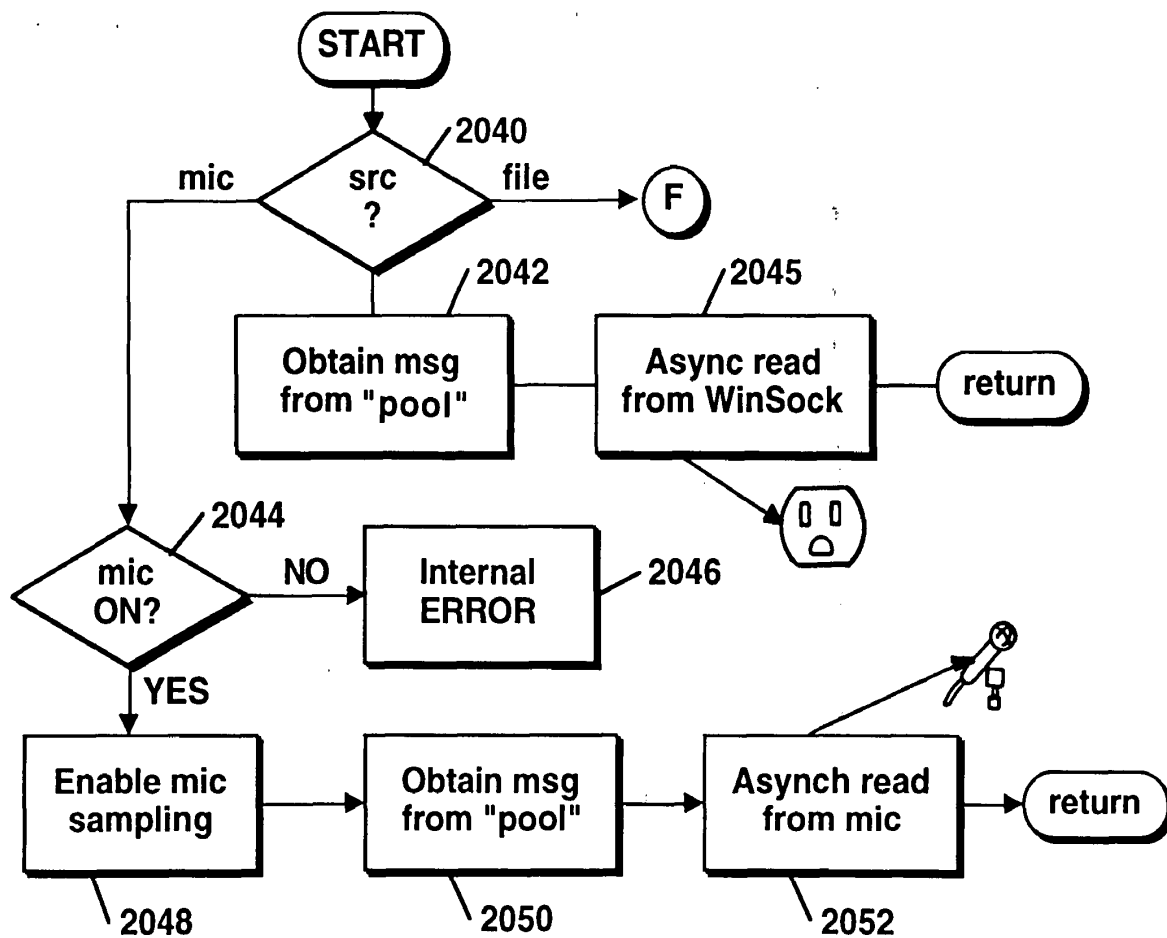 START
2040
mic
src
?
file
F
2042
2045
Obtain msg
from "pool"
Async read
from WinSock
return
2044
mic
ON?
NO
Internal
ERROR
2046
YES
Enable mic
sampling
Obtain msg
from "pool"
Asynch read
from mic
return
2048
2050
2052